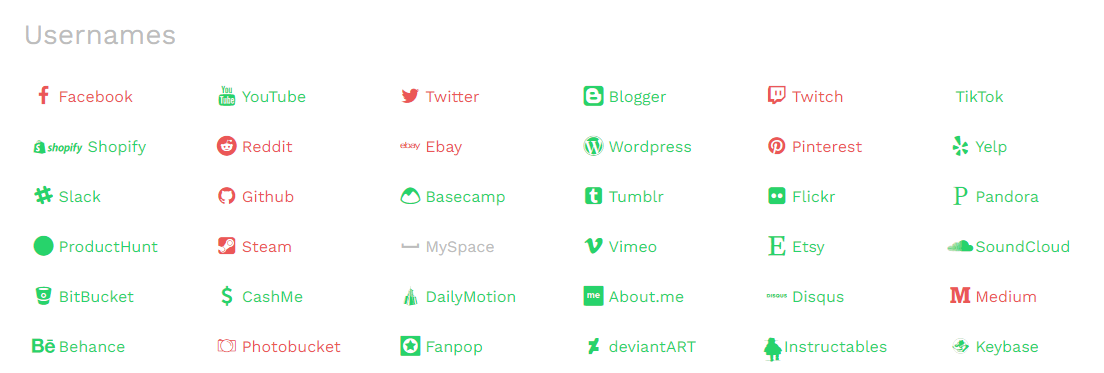 Usernames
Facebook You Tube YouTube Twitter Blogger Twitch TikTok
shopify Shopify Reddit ebay Ebay Wordpress Pinterest Yelp
Slack Github Basecamp t Tumblr Flickr P Pandora
ProductHunt Steam MySpace Vimeo E Etsy SoundCloud
BitBucket $ CashMe DailyMotion me About.me DISQUS Disqus M Medium
Bē Behance Photobucket Fanpop deviantART Instructables Keybase